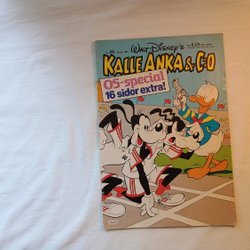 WALT DISNEY'S
KALLE ANKA & C:O
OS-special
16 sidor extra!